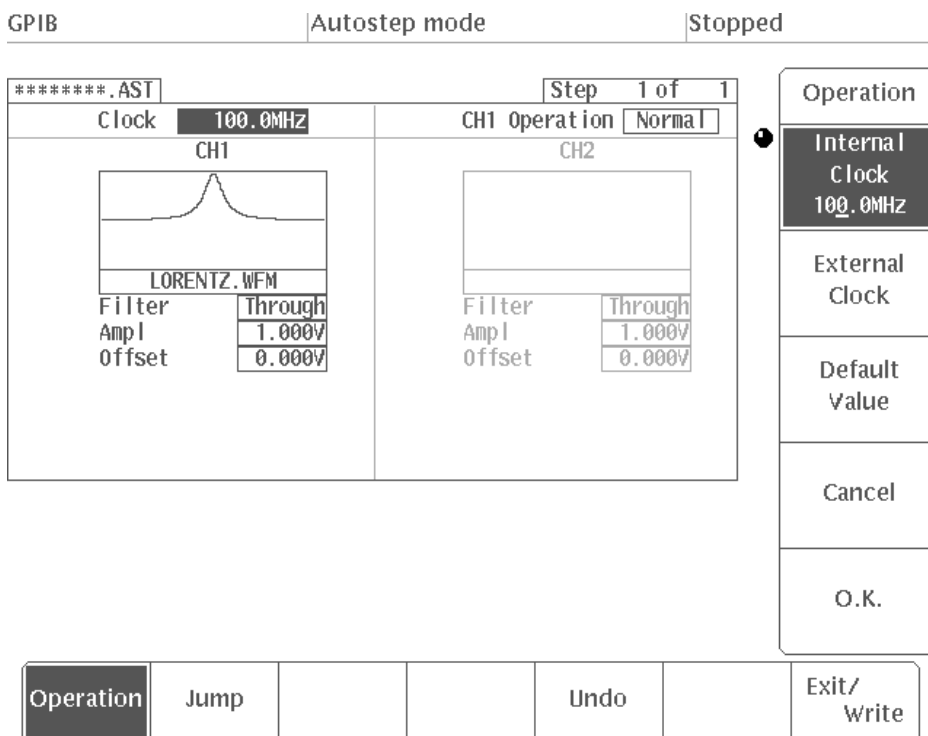 GPIB Autostep mode Stopped
********.AST Step 1 of 1
Clock 100.0MHz CH1 Operation Normal
CH1 CH2
LORENTZ.WFM
Filter Through Filter Through
Ampl 1.000V Ampl 1.000V
Offset 0.000V Offset 0.000V
Operation
Internal
Clock
100.0MHz
External
Clock
Default
Value
Cancel
O.K.
Operation Jump Undo Exit/
Write